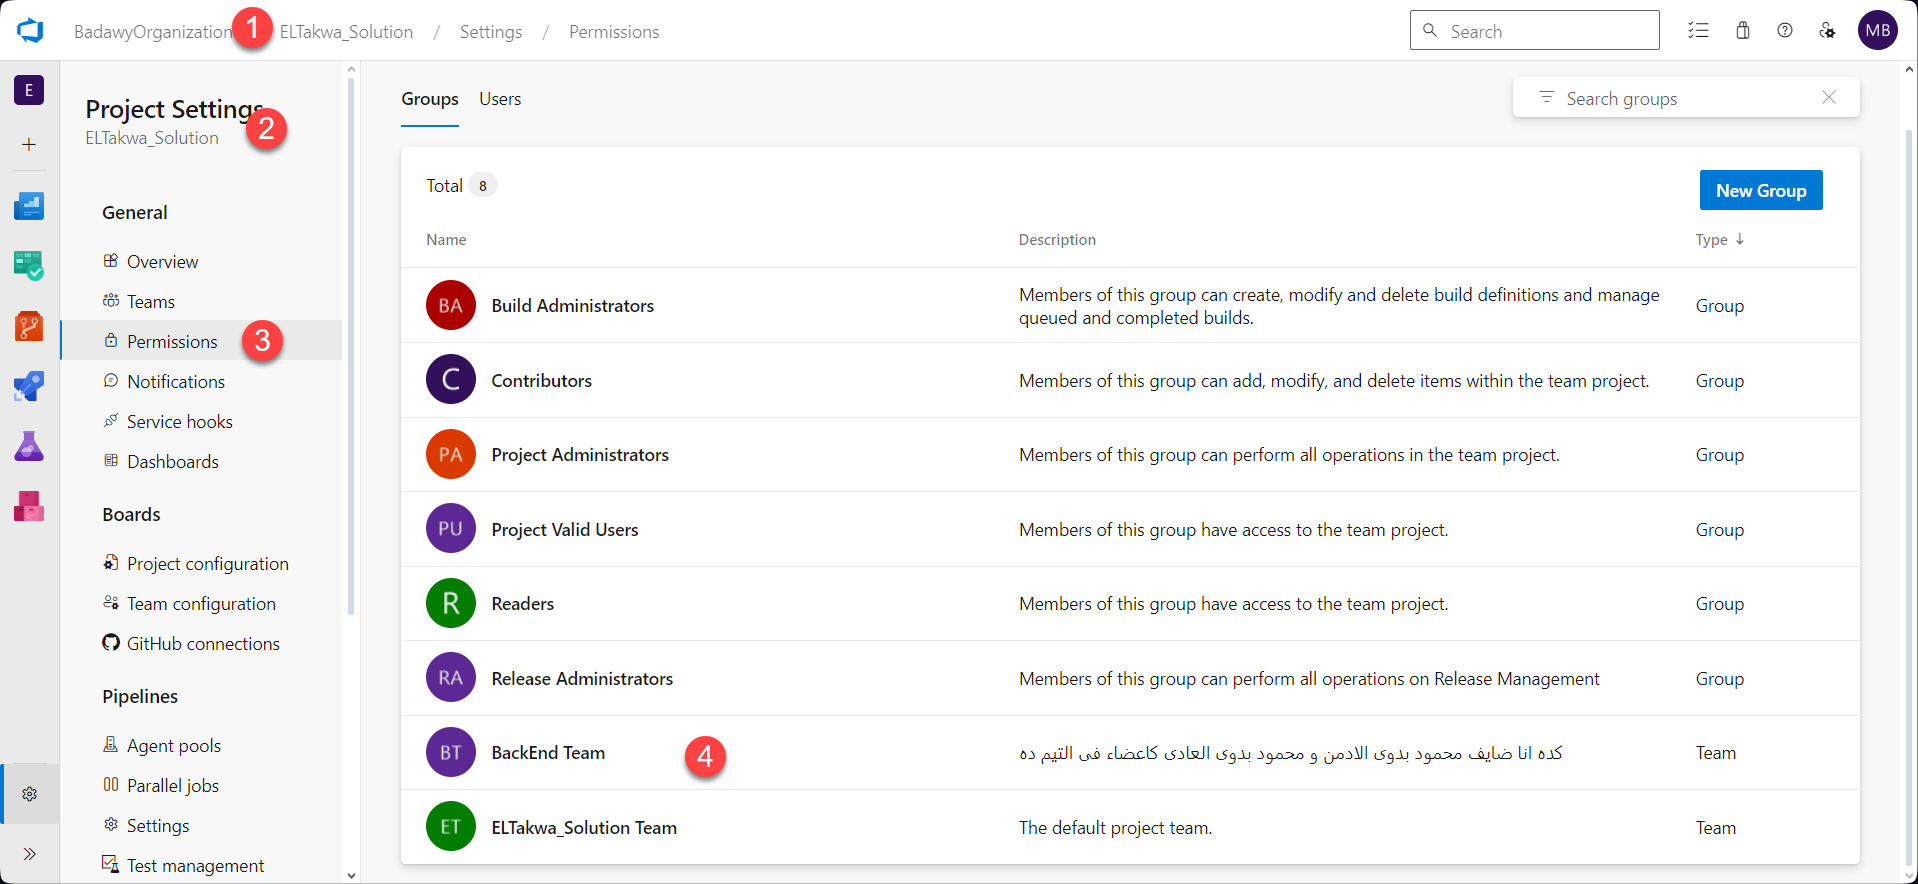 BadawyOrganization 1 ELTakwa_Solution / Settings / Permissions
Search
MB
E
Project Settings
ELTakwa_Solution
2
General
Overview
Teams
Permissions 3
Notifications
Service hooks
Dashboards
Boards
Project configuration
Team configuration
GitHub connections
Pipelines
Agent pools
Parallel jobs
Settings
Test management
Groups Users
Search groups
Total 8
New Group
Name Description Type ↓
BA Build Administrators Members of this group can create, modify and delete build definitions and manage
queued and completed builds. Group
C Contributors Members of this group can add, modify, and delete items within the team project. Group
PA Project Administrators Members of this group can perform all operations in the team project. Group
PU Project Valid Users Members of this group have access to the team project. Group
R Readers Members of this group have access to the team project. Group
RA Release Administrators Members of this group can perform all operations on Release Management Group
BT BackEnd Team 4 كده انا ضايف محمود بدوى الادمن و محمود بدوى العادى كاعضاء فى التيم ده Team
ET ELTakwa_Solution Team The default project team. Team